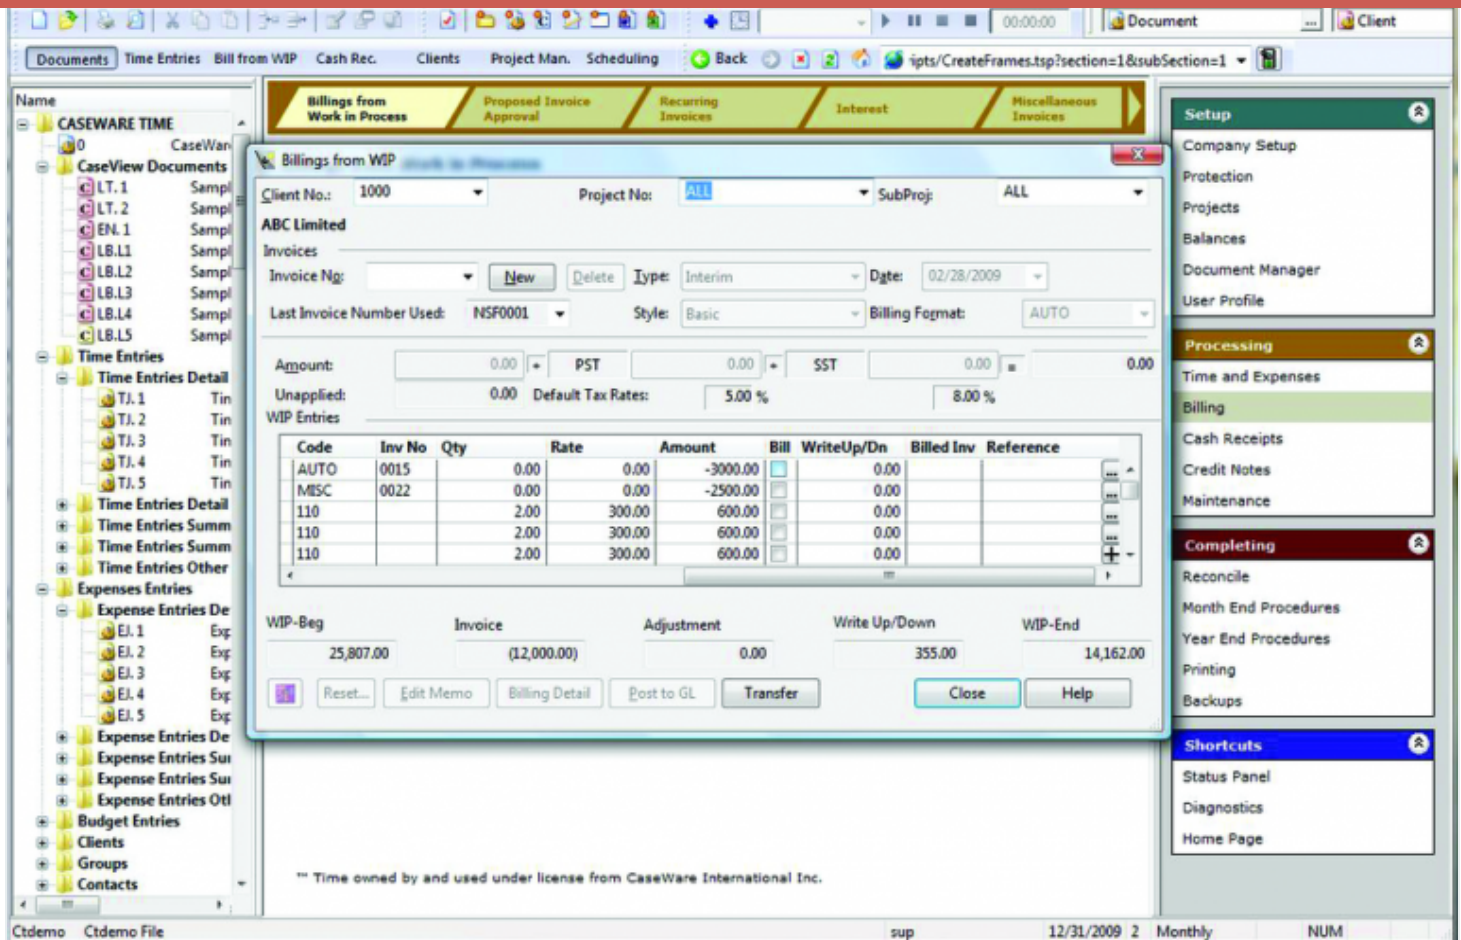 00:00:00 Document ... Client
Documents Time Entries Bill from WIP Cash Rec. Clients Project Man. Scheduling Back ipts/CreateFrames.tsp?section=1&subSection=1
Name
CASEWARE TIME
0 CaseWar
CaseView Documents
LT. 1 Sampl
LT. 2 Sampl
EN. 1 Sampl
LB.L1 Sampl
LB.L2 Sampl
LB.L3 Sampl
LB.L4 Sampl
LB.L5 Sampl
Time Entries
Time Entries Detail
TJ. 1 Tin
TJ. 2 Tin
TJ. 3 Tin
TJ. 4 Tin
TJ. 5 Tin
Time Entries Detail
Time Entries Summ
Time Entries Summ
Time Entries Other
Expenses Entries
Expense Entries De
EJ. 1 Exp
EJ. 2 Exp
EJ. 3 Exp
EJ. 4 Exp
EJ. 5 Exp
Expense Entries De
Expense Entries Sur
Expense Entries Sur
Expense Entries Otl
Budget Entries
Clients
Groups
Contacts
Billings from Work in Process
Proposed Invoice Approval
Recurring Invoices
Interest
Miscellaneous Invoices
Billings from WIP
Client No.: 1000 Project No: ALL SubProj: ALL
ABC Limited
Invoices
Invoice No: New Delete Type: Interim Date: 02/28/2009
Last Invoice Number Used: NSF0001 Style: Basic Billing Format: AUTO
Amount: 0.00 + PST 0.00 + SST 0.00 = 0.00
Unapplied: 0.00 Default Tax Rates: 5.00 % 8.00 %
WIP Entries
Code Inv No Qty Rate Amount Bill WriteUp/Dn Billed Inv Reference
AUTO 0015 0.00 0.00 -3000.00 0.00 ...
MISC 0022 0.00 0.00 -2500.00 0.00 ...
110 2.00 300.00 600.00 0.00 ...
110 2.00 300.00 600.00 0.00 ...
110 2.00 300.00 600.00 0.00 +
WIP-Beg Invoice Adjustment Write Up/Down WIP-End
25,807.00 (12,000.00) 0.00 355.00 14,162.00
Reset... Edit Memo Billing Detail Post to GL Transfer Close Help
™ Time owned by and used under license from CaseWare International Inc.
Setup
Company Setup
Protection
Projects
Balances
Document Manager
User Profile
Processing
Time and Expenses
Billing
Cash Receipts
Credit Notes
Maintenance
Completing
Reconcile
Month End Procedures
Year End Procedures
Printing
Backups
Shortcuts
Status Panel
Diagnostics
Home Page
Ctdemo Ctdemo File sup 12/31/2009 2 Monthly NUM